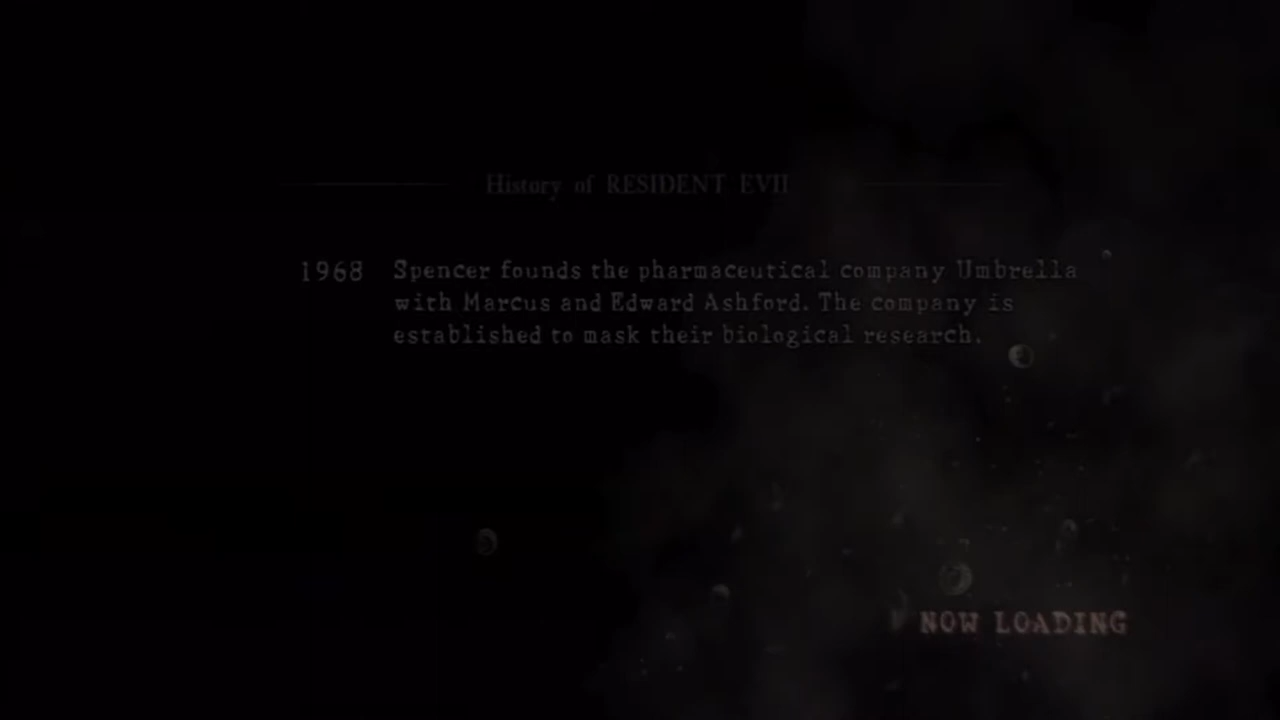 History of RESIDENT EVIL
1968 Spencer founds the pharmaceutical company Umbrella
with Marcus and Edward Ashford. The company is
established to mask their biological research.
NOW LOADING